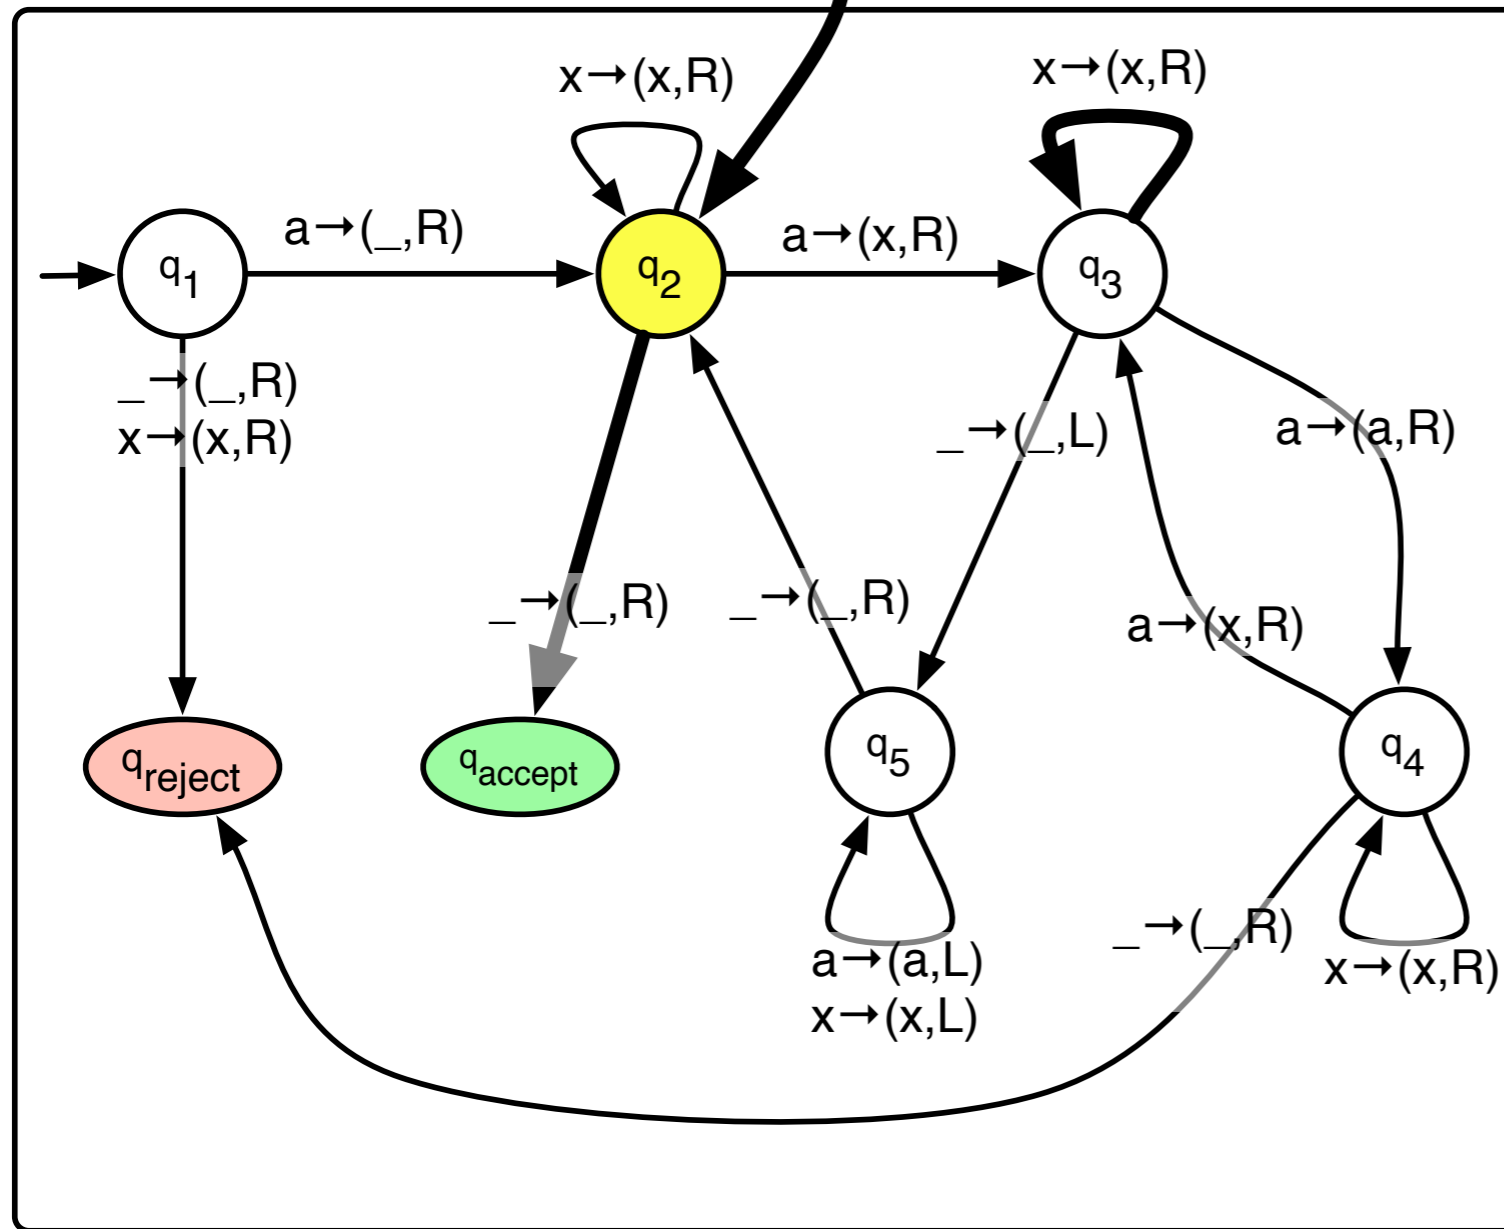 x→(x,R)
x→(x,R)
a→(_,R)
a→(x,R)
q1
q2
q3
_→(_,R)
x→(x,R)
_→(_,L)
a→(a,R)
_→(_,R)
_→(_,R)
a→(x,R)
qreject
qaccept
q5
q4
_→(_,R)
a→(a,L)
x→(x,R)
x→(x,L)